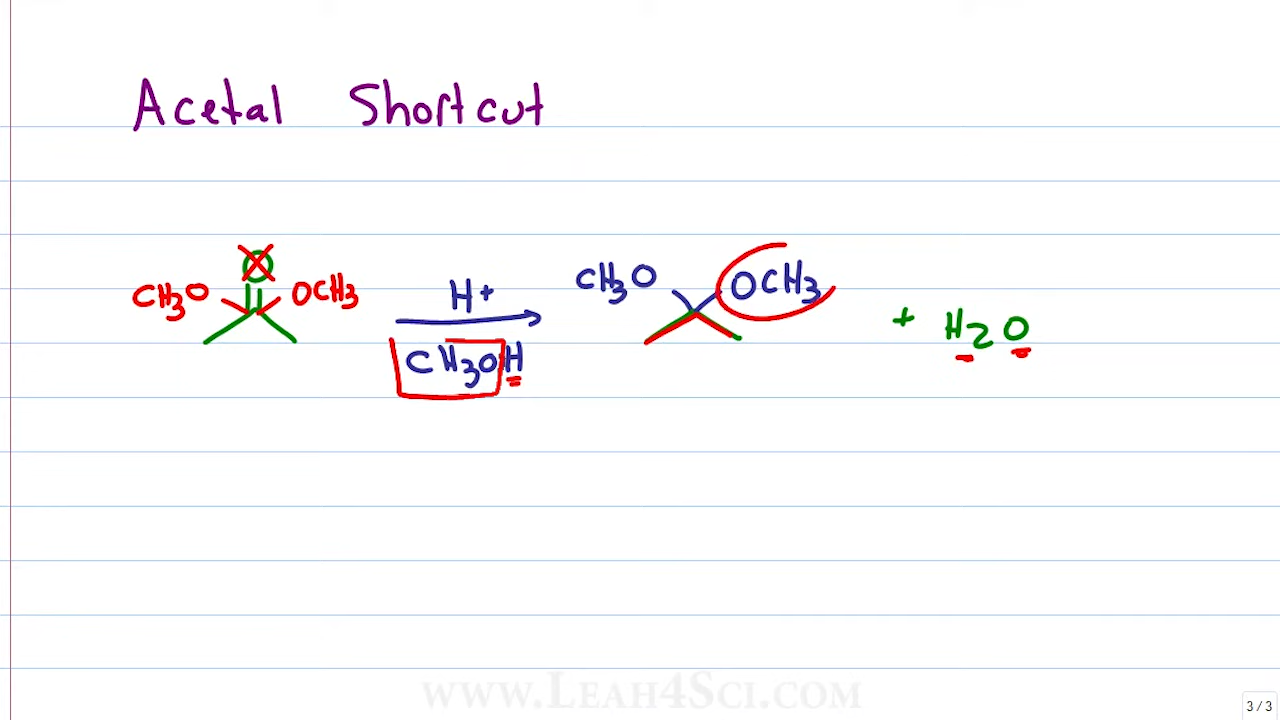 Acetal Shortcut
O
CH3O OCH3 H+ CH3O OCH3 + H2O
CH3OH
www.Leah4Sci.com
3/3